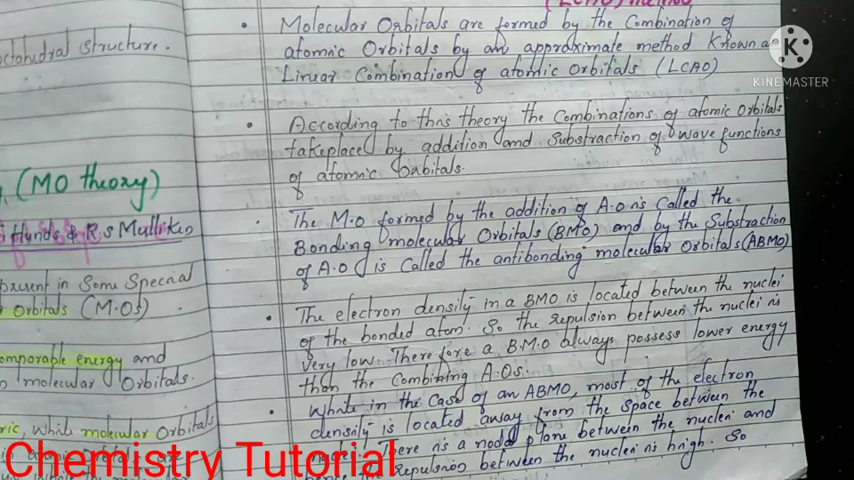 octahedral structure.
(MO theory)
Hunds & R S Mulliken
present in Some Special
Orbitals (M.Os)
comparable energy and
molecular Orbitals.
ric, while molecular Orbitals
(LCAO) method
• Molecular Orbitals are formed by the Combination of
atomic Orbitals by an approximate method Known as
Linear Combination of atomic Orbitals (LCAO)
• According to this theory the Combinations of atomic Orbitals
takeplace by addition and Substraction of wave functions
of atomic Orbitals.
• The M.O formed by the addition of A.O is Called the
Bonding molecular Orbitals (BMO) and by the Substraction
of A.O is Called the antibonding molecular Orbitals (ABMO)
• The electron density in a BMO is located between the nuclei
of the bonded atom. So the repulsion between the nuclei is
very low. There fore a B.M.O always possess lower energy
than the Combining A.Os.
• While in the Case of an ABMO, most of the electron
density is located away from the Space between the
There is a nodal plane between the nuclei and
repulsion between the nuclei is high. So
KINEMASTER
Chemistry Tutorial